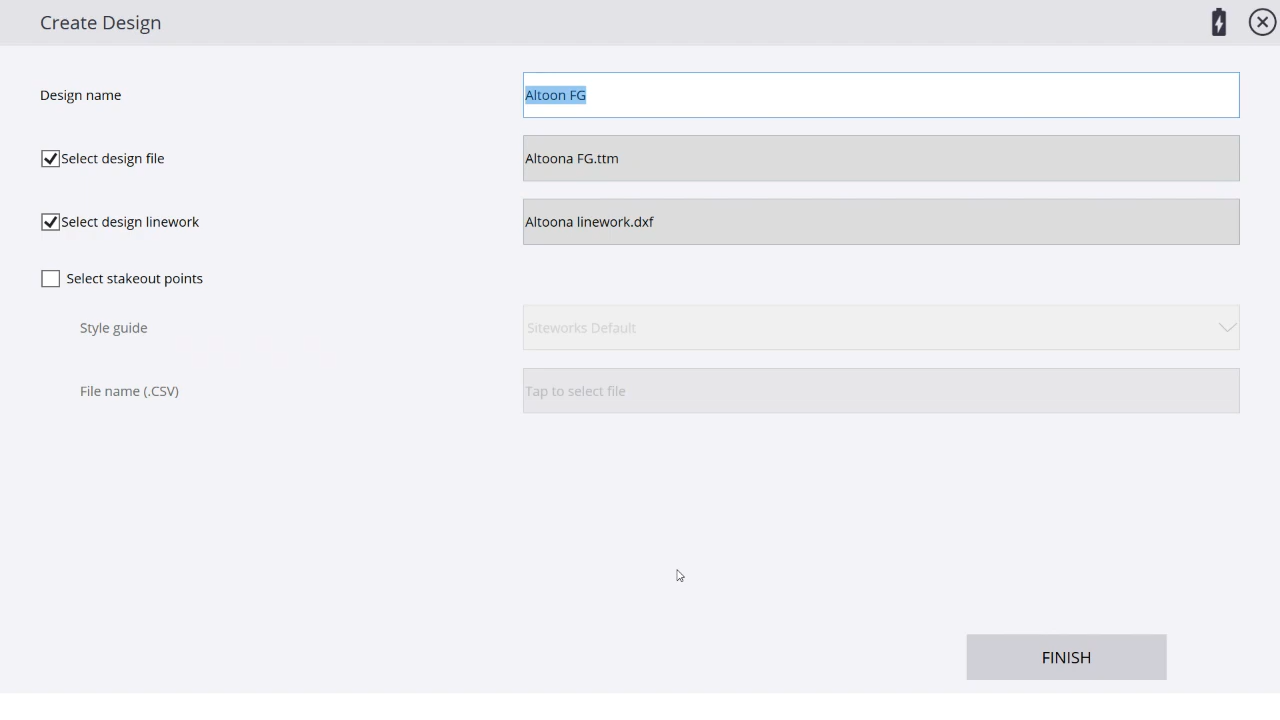 Create Design
Design name
Altoon FG
Select design file
Altoona FG.ttm
Select design linework
Altoona linework.dxf
Select stakeout points
Style guide
Siteworks Default
File name (.CSV)
Tap to select file
FINISH